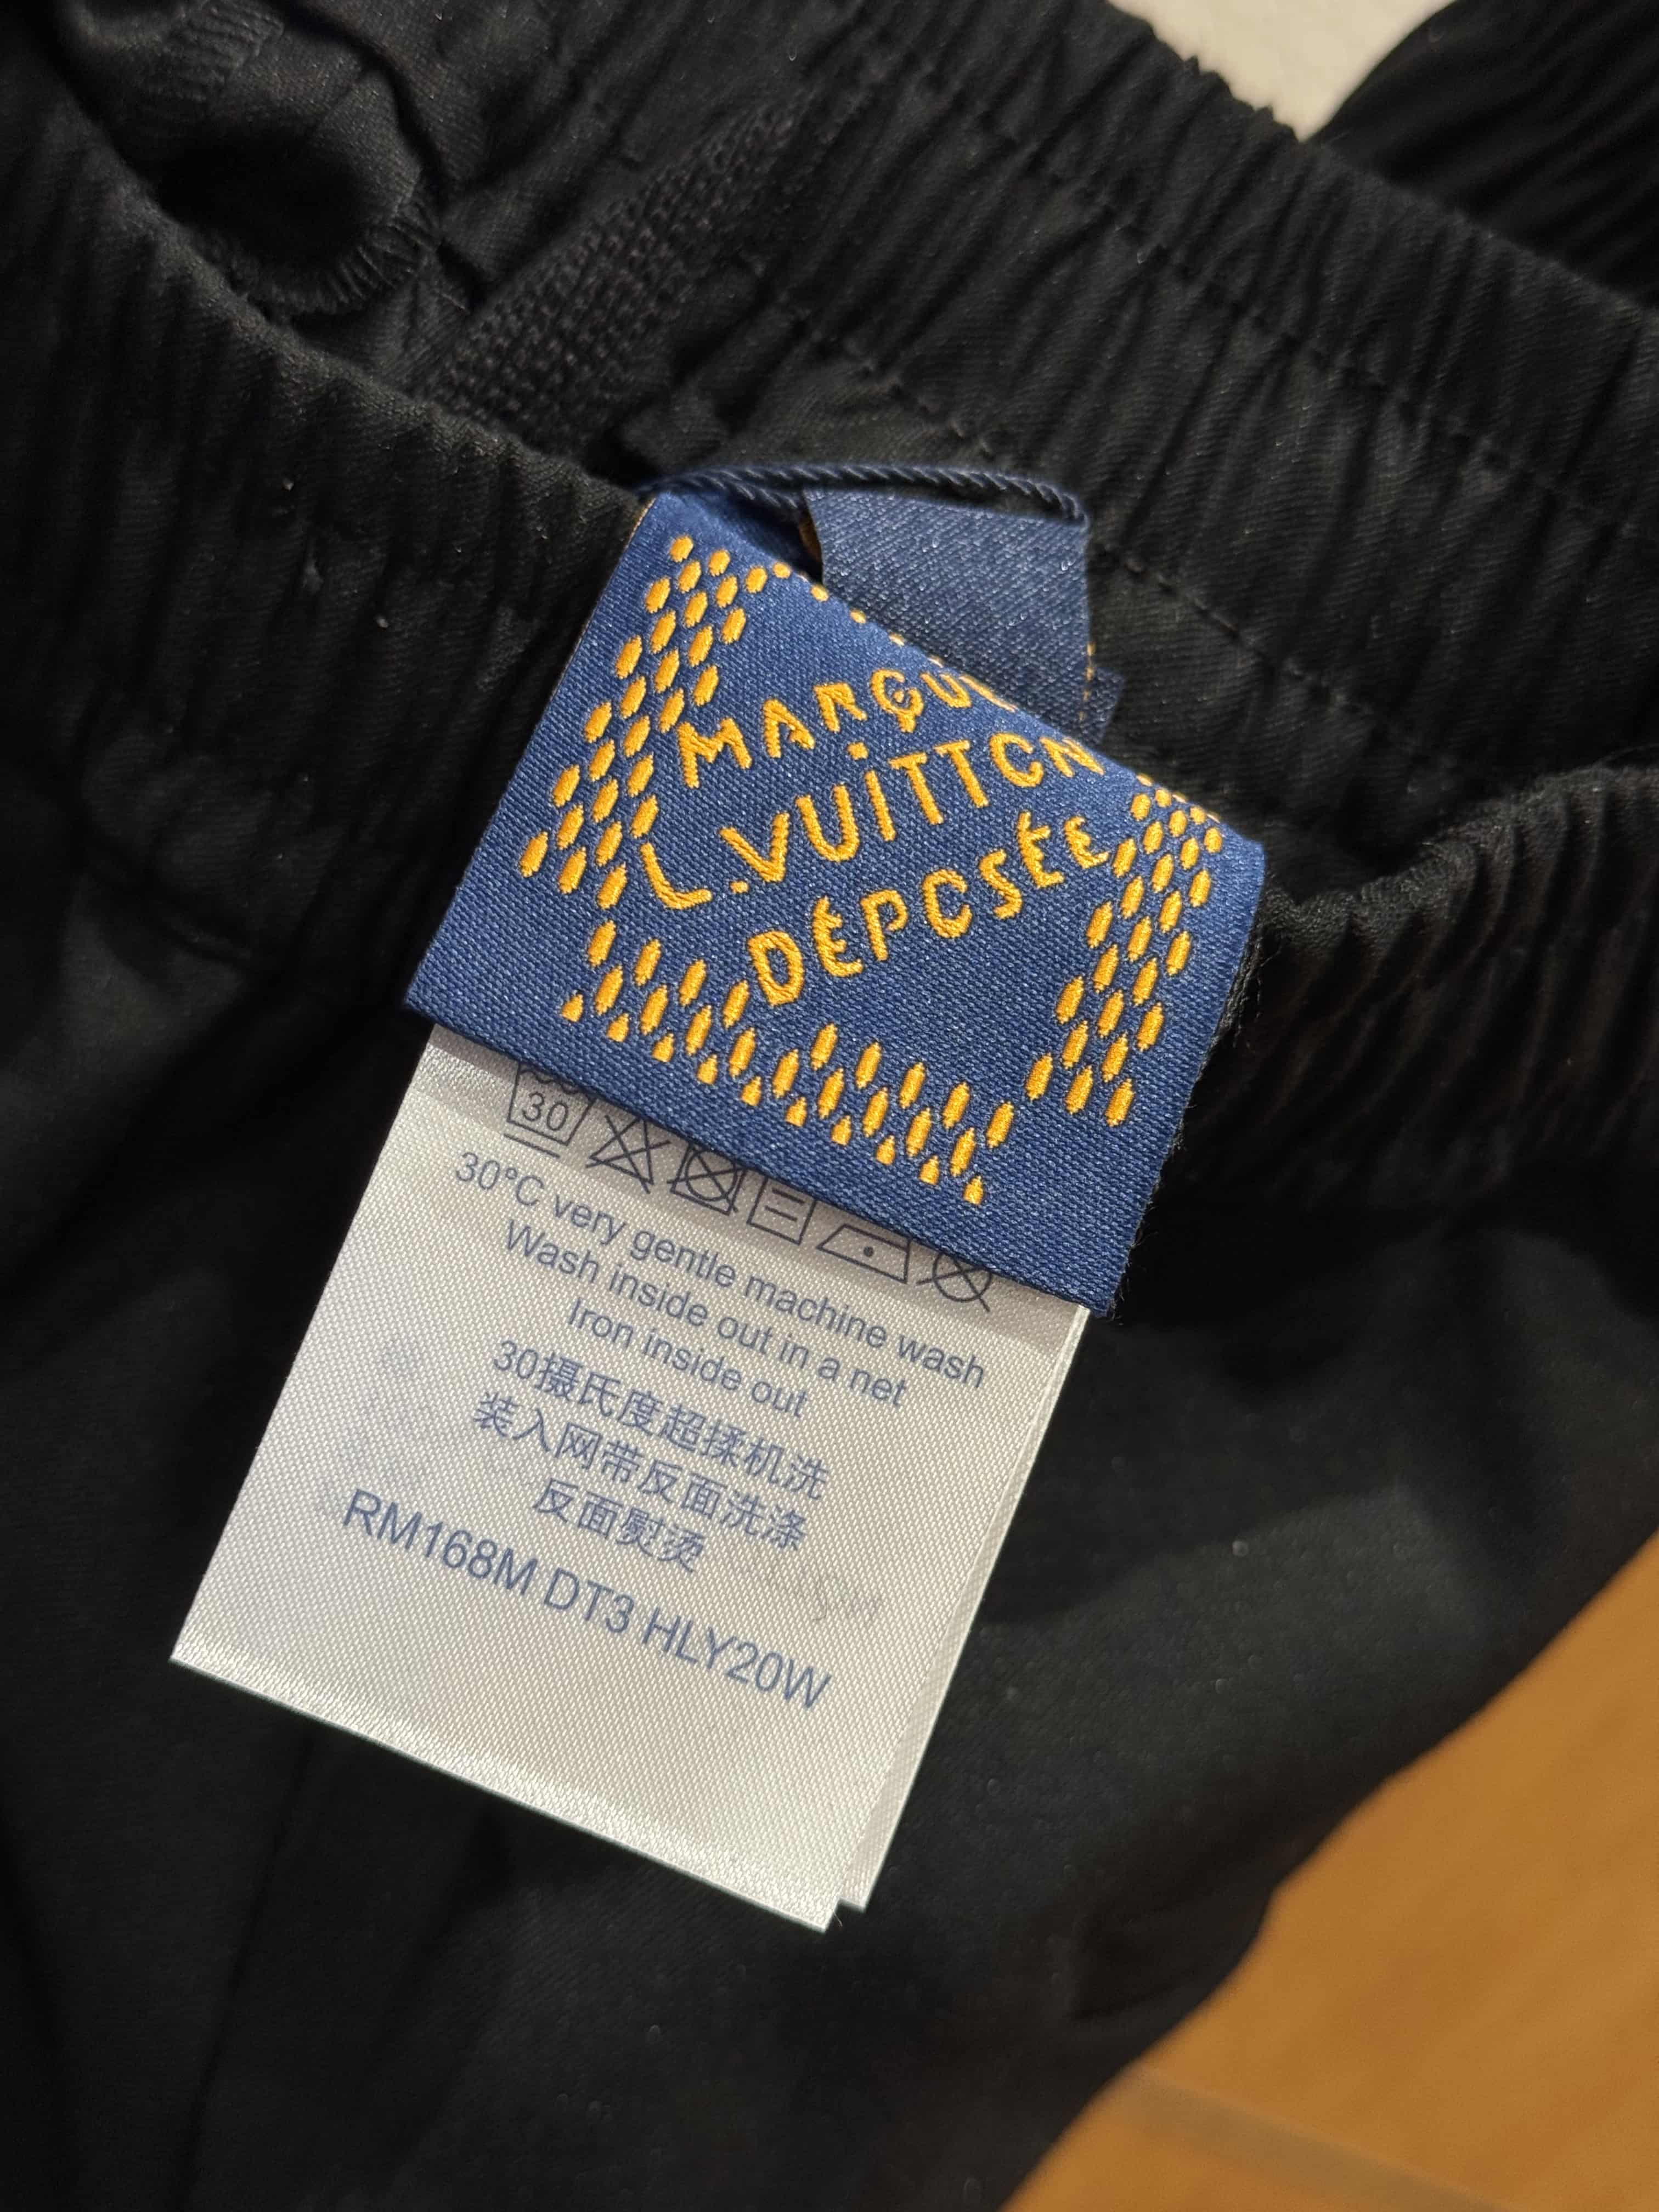 MARQUE
L.VUITTON
DÉPOSÉE
30
30°C very gentle machine wash
Wash inside out in a net
Iron inside out
30摄氏度超揉机洗
装入网带反面洗涤
反面熨烫
RM168M DT3 HLY20W